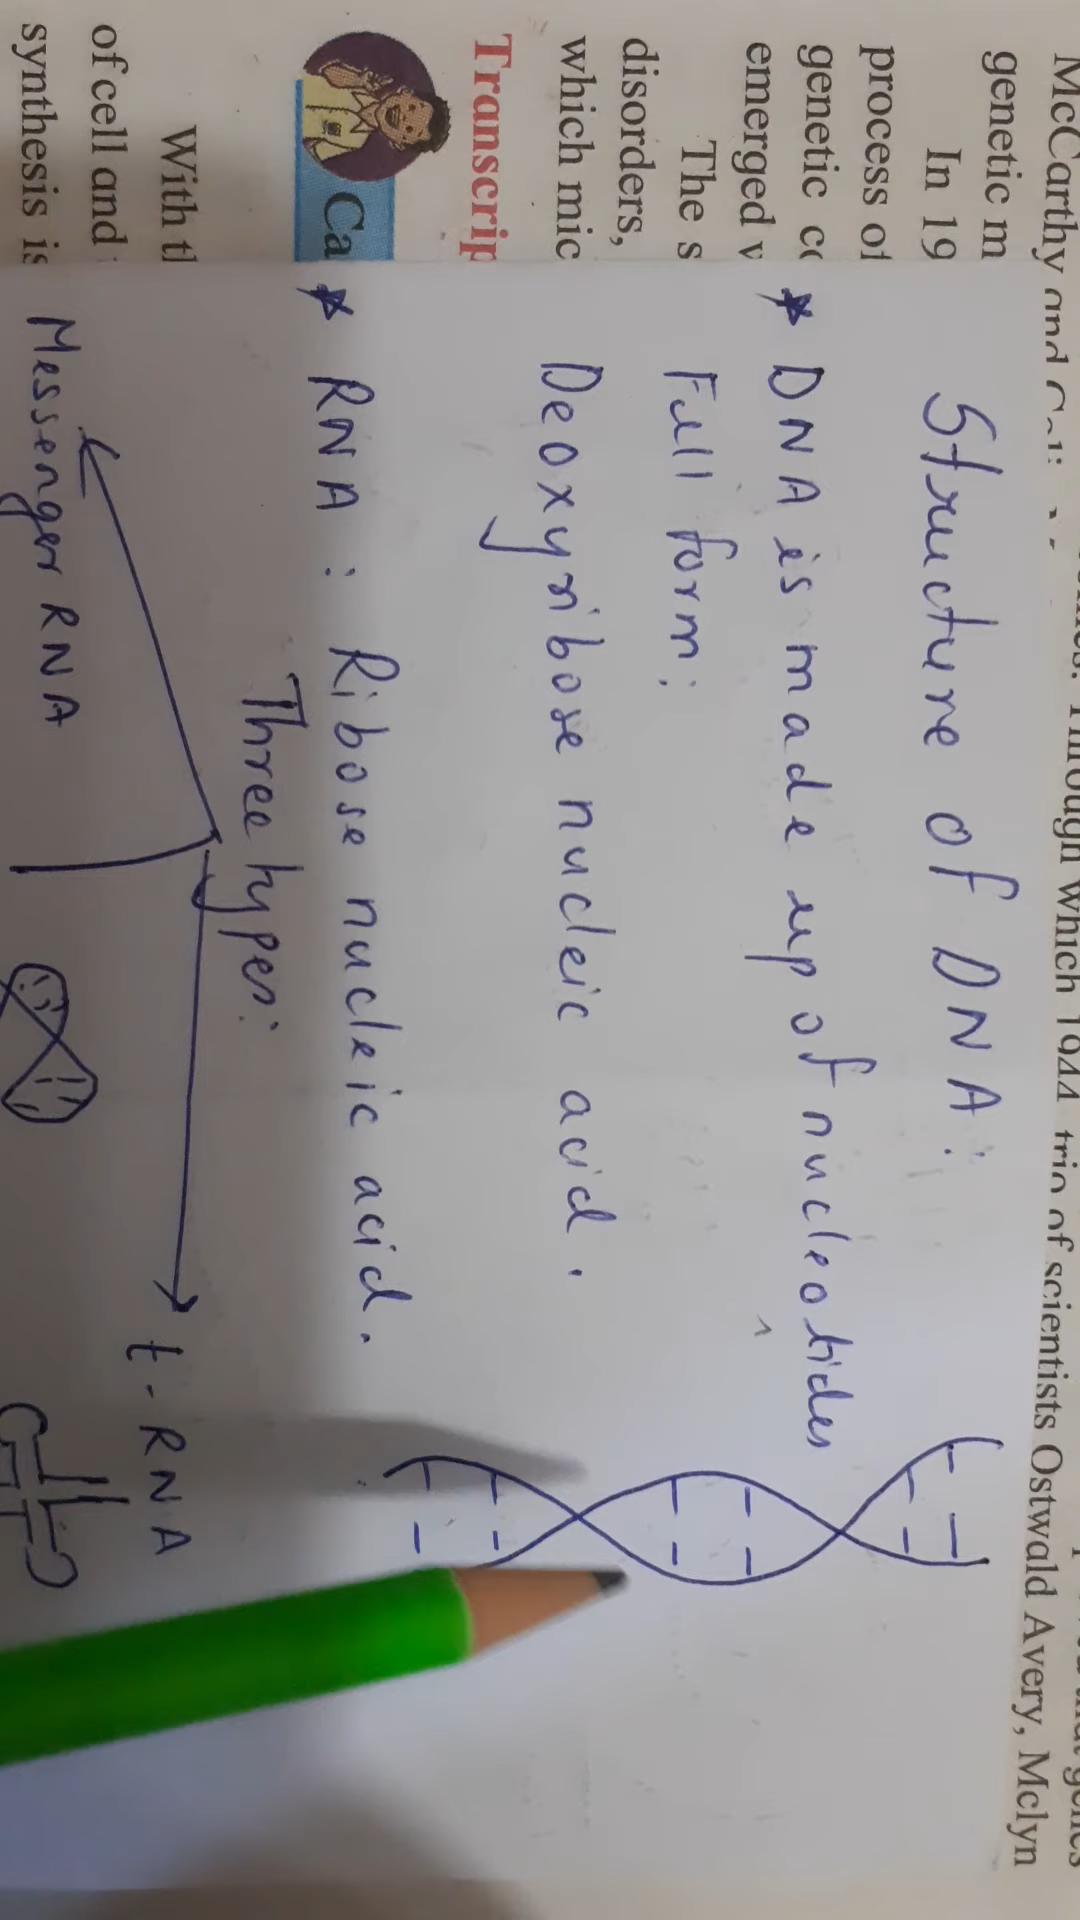 McCarthy and
genetic m
In 19
process of
genetic
emerged
The s
disorders,
which mic
Transcrip
Ca
With
of cell and
synthesis is
Through which 1944, trio of scientists Ostwald Avery, Mclyn
Structure of DNA:
* DNA is made up of nucleotides
Full form:
Deoxyribose nucleic acid.
* RNA: Ribose nucleic acid.
Three types:
Messenger RNA
t-RNA